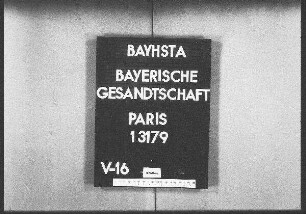 BAYHSTA
BAYERISCHE
GESANDTSCHAFT
PARIS
13179
V-16